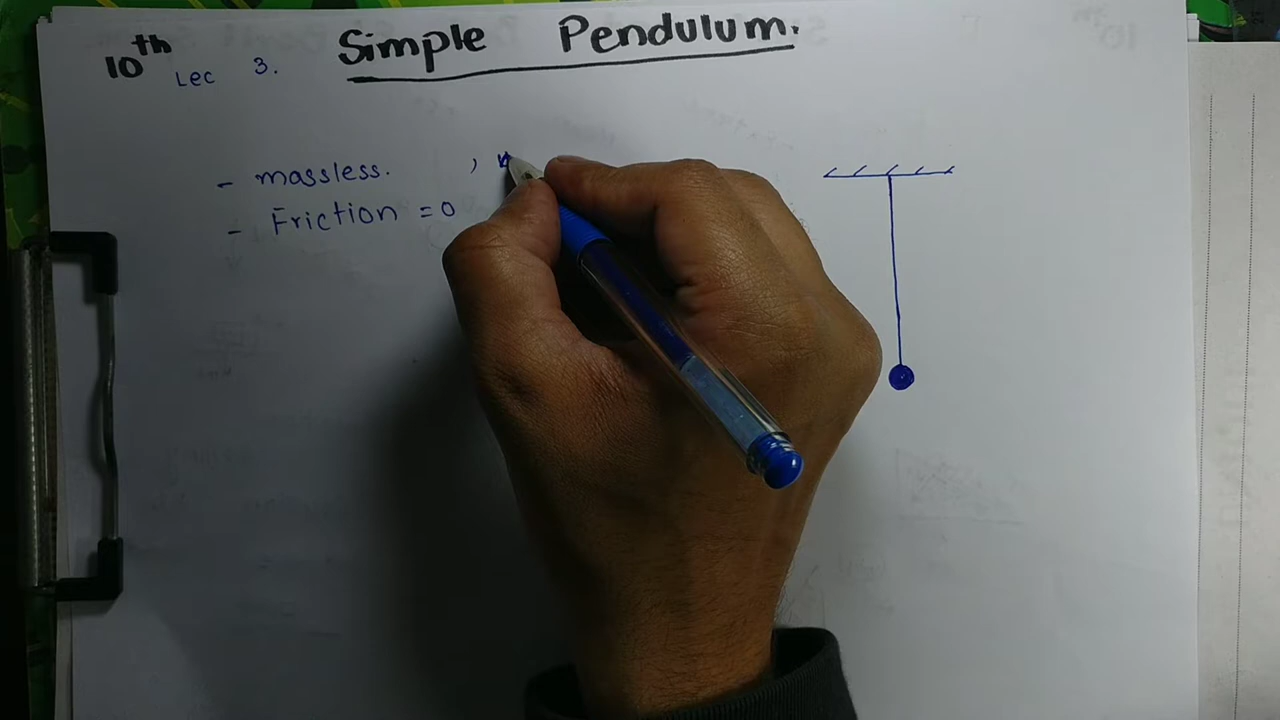 Simple Pendulum.
10th Lec 3.
- massless. ,
- Friction = 0